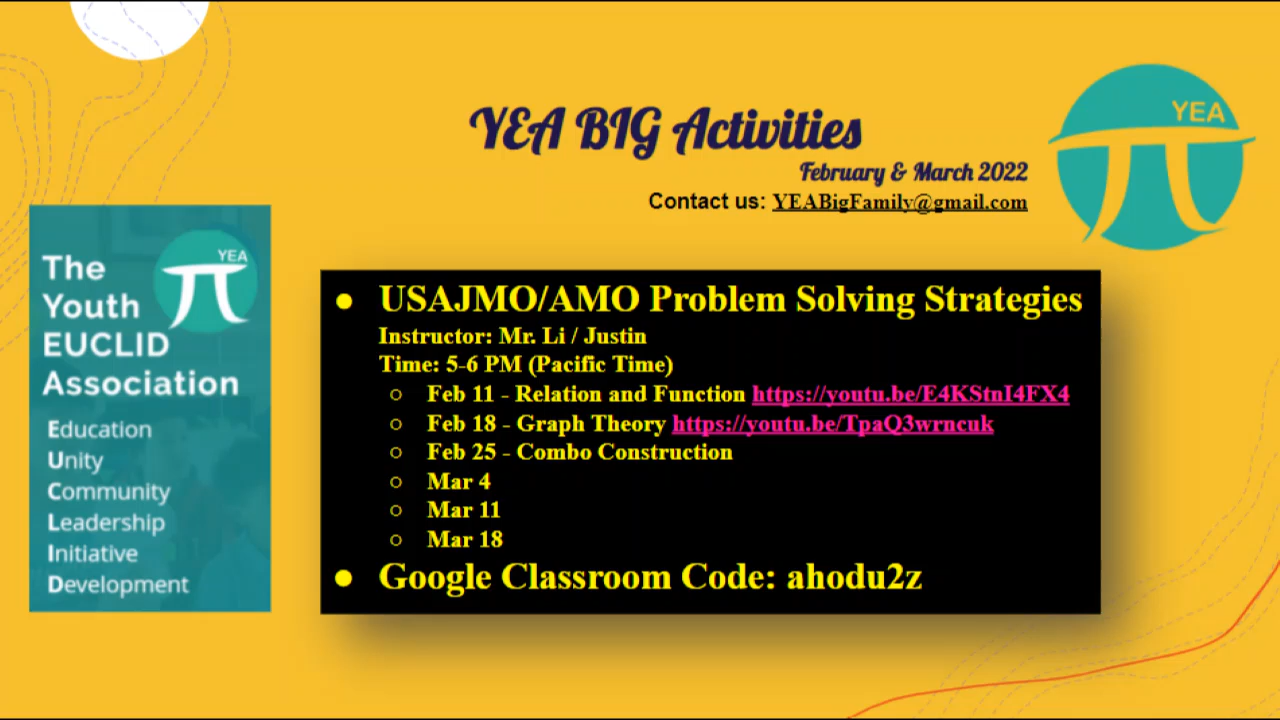 YEA BIG Activities
February & March 2022
Contact us: YEABigFamily@gmail.com
YEA
The
Youth
EUCLID
Association
YEA
Education
Unity
Community
Leadership
Initiative
Development
● USAJMO/AMO Problem Solving Strategies
Instructor: Mr. Li / Justin
Time: 5-6 PM (Pacific Time)
○ Feb 11 - Relation and Function https://youtu.be/E4KStnI4FX4
○ Feb 18 - Graph Theory https://youtu.be/TpaQ3wrncuk
○ Feb 25 - Combo Construction
○ Mar 4
○ Mar 11
○ Mar 18
● Google Classroom Code: ahodu2z